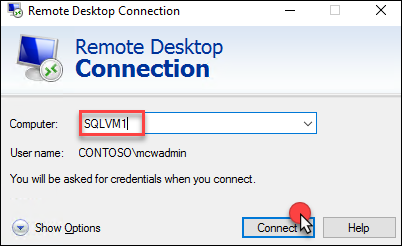 Remote Desktop Connection
Remote Desktop
Connection
Computer: SQLVM1
User name: CONTOSO\mcwadmin
You will be asked for credentials when you connect.
Show Options Connect Help